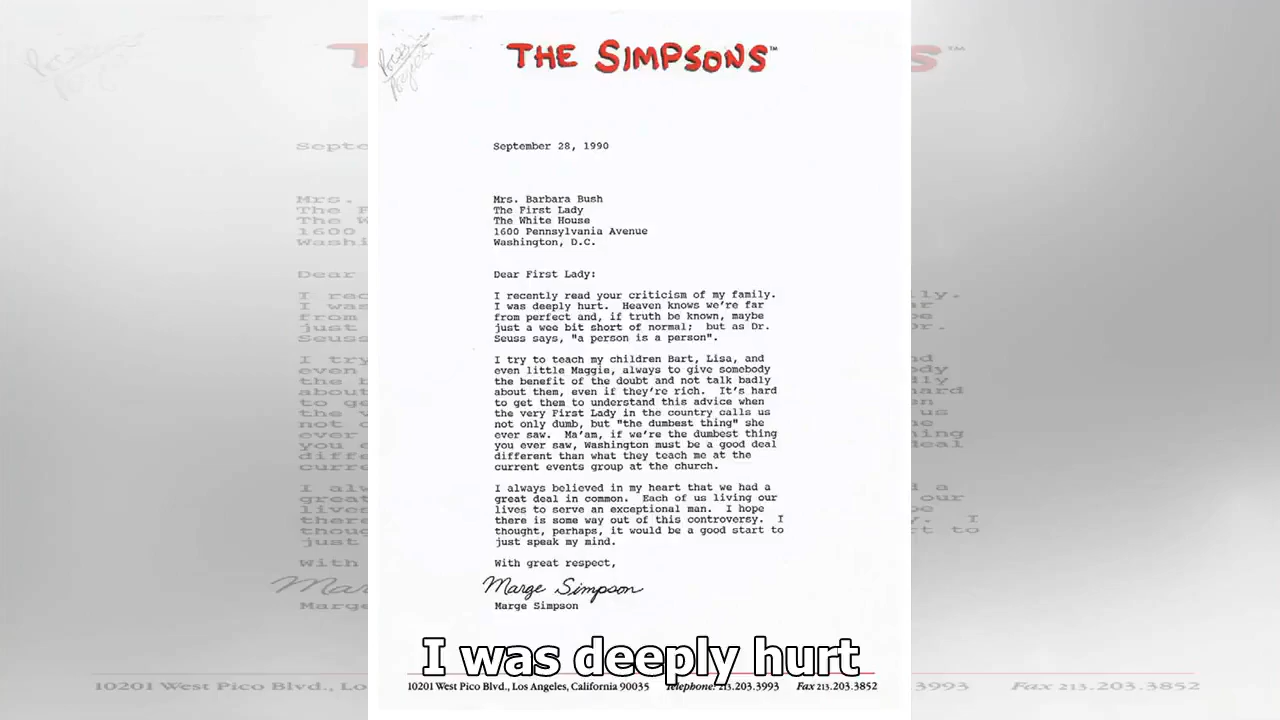 THE SIMPSONS™
September 28, 1990
Mrs. Barbara Bush
The First Lady
The White House
1600 Pennsylvania Avenue
Washington, D.C.
Dear First Lady:
I recently read your criticism of my family.
I was deeply hurt.  Heaven knows we're far
from perfect and, if truth be known, maybe
just a wee bit short of normal;  but as Dr.
Seuss says, "a person is a person".
I try to teach my children Bart, Lisa, and
even little Maggie, always to give somebody
the benefit of the doubt and not talk badly
about them, even if they're rich.  It's hard
to get them to understand this advice when
the very First Lady in the country calls us
not only dumb, but "the dumbest thing" she
ever saw.  Ma'am, if we're the dumbest thing
you ever saw, Washington must be a good deal
different than what they teach me at the
current events group at the church.
I always believed in my heart that we had a
great deal in common.  Each of us living our
lives to serve an exceptional man.  I hope
there is some way out of this controversy.  I
thought, perhaps, it would be a good start to
just speak my mind.
With great respect,
Marge Simpson
Marge Simpson
I was deeply hurt
10201 West Pico Blvd., Los Angeles, California 90035 Telephone: 213.203.3993 Fax 213.203.3852